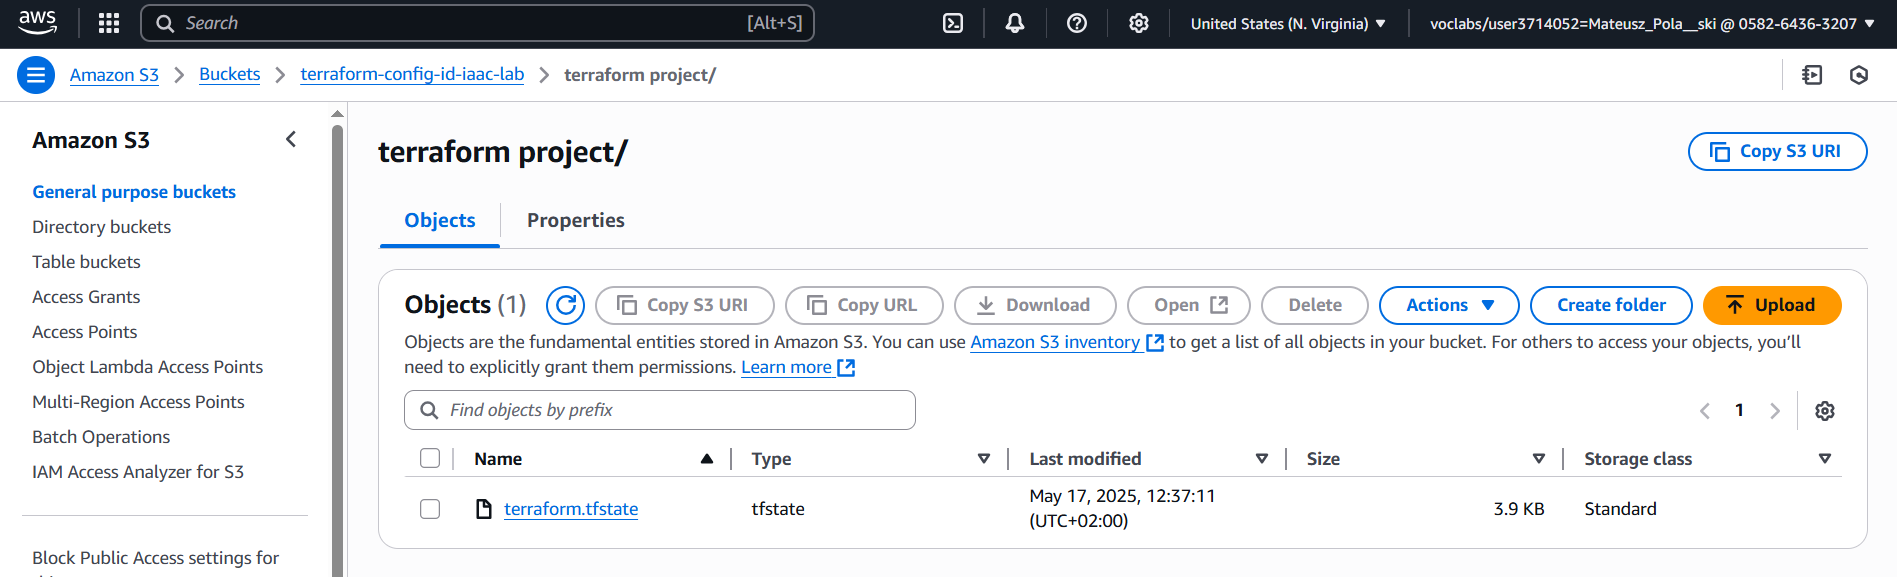 aws
Search [Alt+S] United States (N. Virginia) voclabs/user3714052=Mateusz_Pola__ski @ 0582-6436-3207
Amazon S3 Buckets terraform-config-id-iaac-lab terraform project/
Amazon S3
General purpose buckets
Directory buckets
Table buckets
Access Grants
Access Points
Object Lambda Access Points
Multi-Region Access Points
Batch Operations
IAM Access Analyzer for S3
Block Public Access settings for
terraform project/
Copy S3 URI
Objects Properties
Objects (1) Copy S3 URI Copy URL Download Open Delete Actions Create folder Upload
Objects are the fundamental entities stored in Amazon S3. You can use Amazon S3 inventory to get a list of all objects in your bucket. For others to access your objects, you’ll
need to explicitly grant them permissions. Learn more
Find objects by prefix 1
Name Type Last modified Size Storage class
terraform.tfstate tfstate May 17, 2025, 12:37:11 3.9 KB Standard
(UTC+02:00)